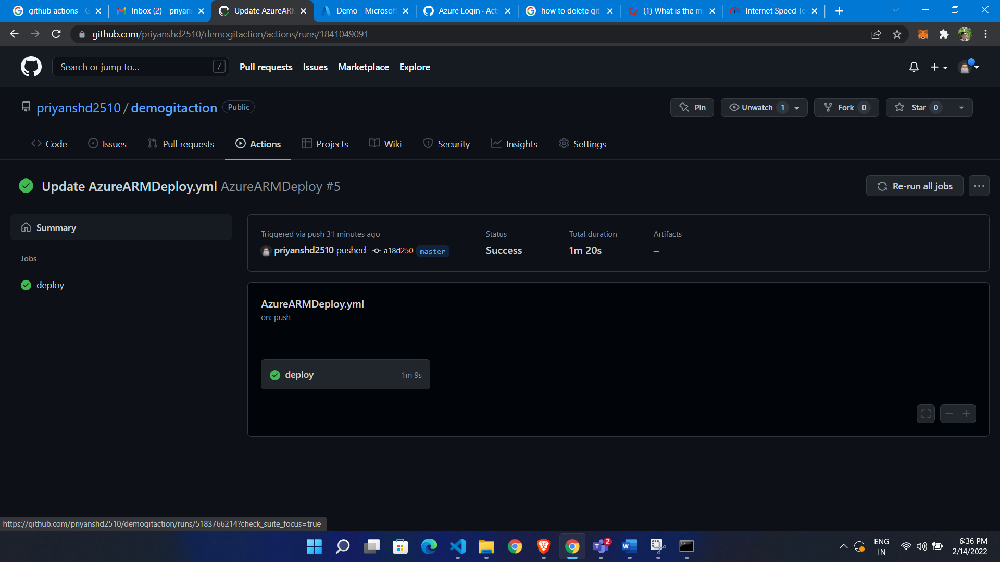 github actions - G
Inbox (2) - priyans
Update AzureARM
Demo - Microsoft
Azure Login · Acti
how to delete git
(1) What is the me
Internet Speed Te
github.com/priyanshd2510/demogitaction/actions/runs/1841049091
Search or jump to... /
Pull requests
Issues
Marketplace
Explore
priyanshd2510 / demogitaction Public
Pin
Unwatch 1
Fork 0
Star 0
Code
Issues
Pull requests
Actions
Projects
Wiki
Security
Insights
Settings
Update AzureARMDeploy.yml AzureARMDeploy #5
Re-run all jobs
Summary
Jobs
deploy
Triggered via push 31 minutes ago
priyanshd2510 pushed a18d250 master
Status
Success
Total duration
1m 20s
Artifacts
–
AzureARMDeploy.yml
on: push
deploy 1m 9s
https://github.com/priyanshd2510/demogitaction/runs/5183766214?check_suite_focus=true
2
ENG
IN
6:36 PM
2/14/2022